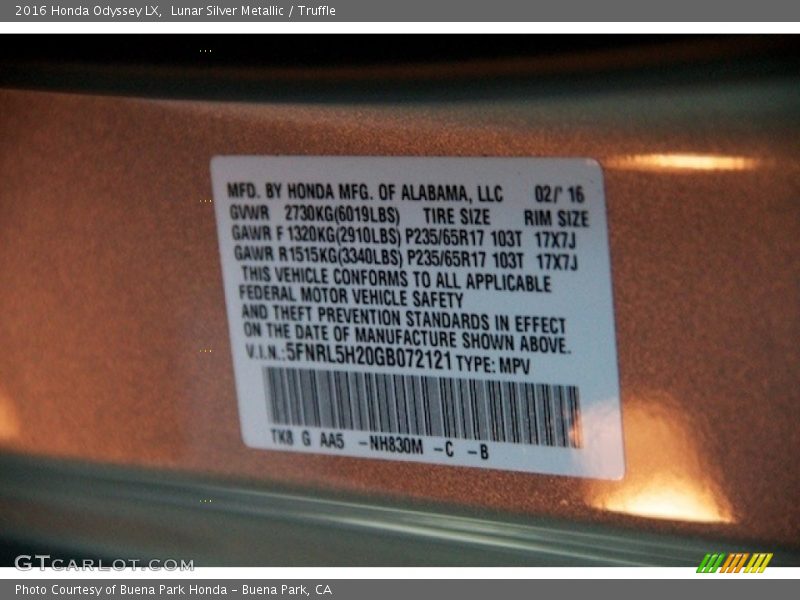 2016 Honda Odyssey LX,  Lunar Silver Metallic / Truffle
MFD. BY HONDA MFG. OF ALABAMA, LLC 02/' 16
GVWR 2730KG(6019LBS) TIRE SIZE RIM SIZE
GAWR F 1320KG(2910LBS) P235/65R17 103T 17X7J
GAWR R1515KG(3340LBS) P235/65R17 103T 17X7J
THIS VEHICLE CONFORMS TO ALL APPLICABLE
FEDERAL MOTOR VEHICLE SAFETY
AND THEFT PREVENTION STANDARDS IN EFFECT
ON THE DATE OF MANUFACTURE SHOWN ABOVE.
V.I.N.:5FNRL5H20GB072121 TYPE: MPV
TK8 G AA5 -NH830M -C -B
GTCARLOT.COM
Photo Courtesy of Buena Park Honda - Buena Park, CA